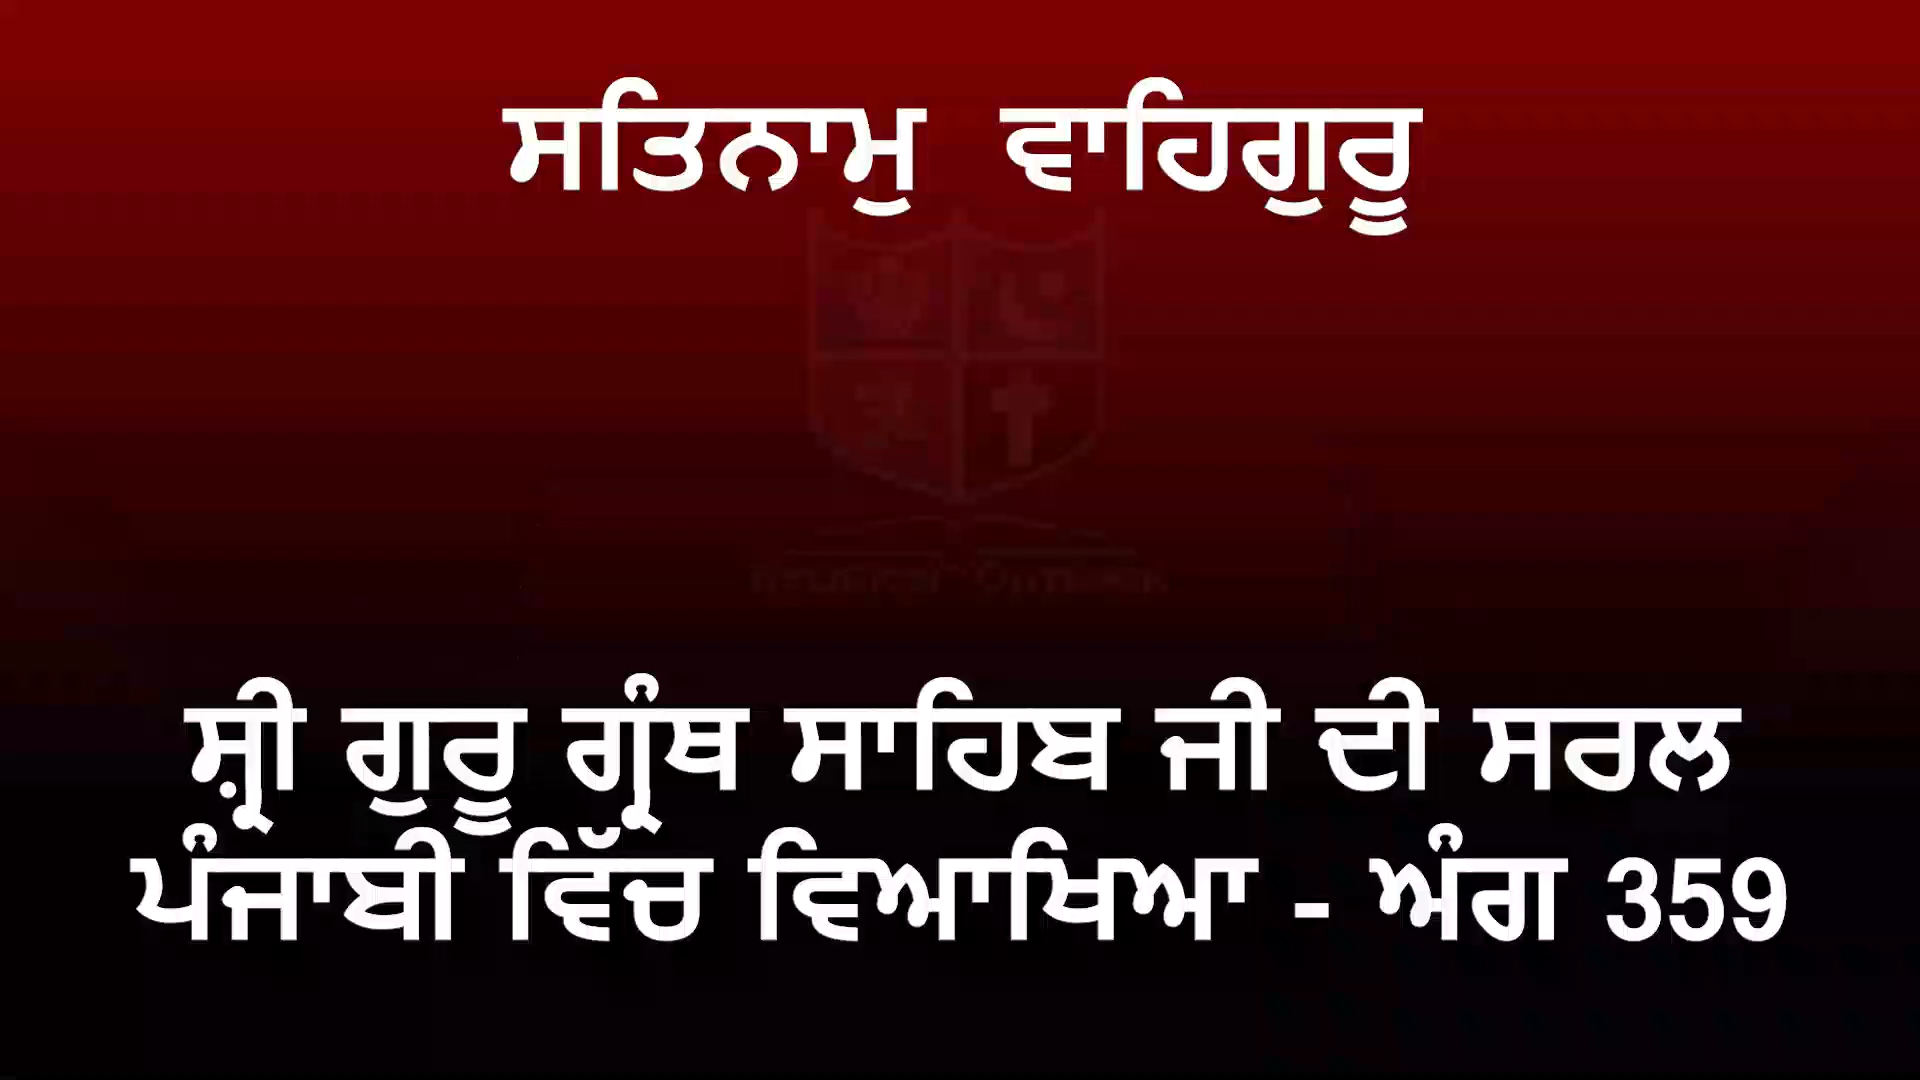 ਸਤਿਨਾਮੁ ਵਾਹਿਗੁਰੂ
ਸ਼੍ਰੀ ਗੁਰੂ ਗ੍ਰੰਥ ਸਾਹਿਬ ਜੀ ਦੀ ਸਰਲ
ਪੰਜਾਬੀ ਵਿੱਚ ਵਿਆਖਿਆ - ਅੰਗ 359